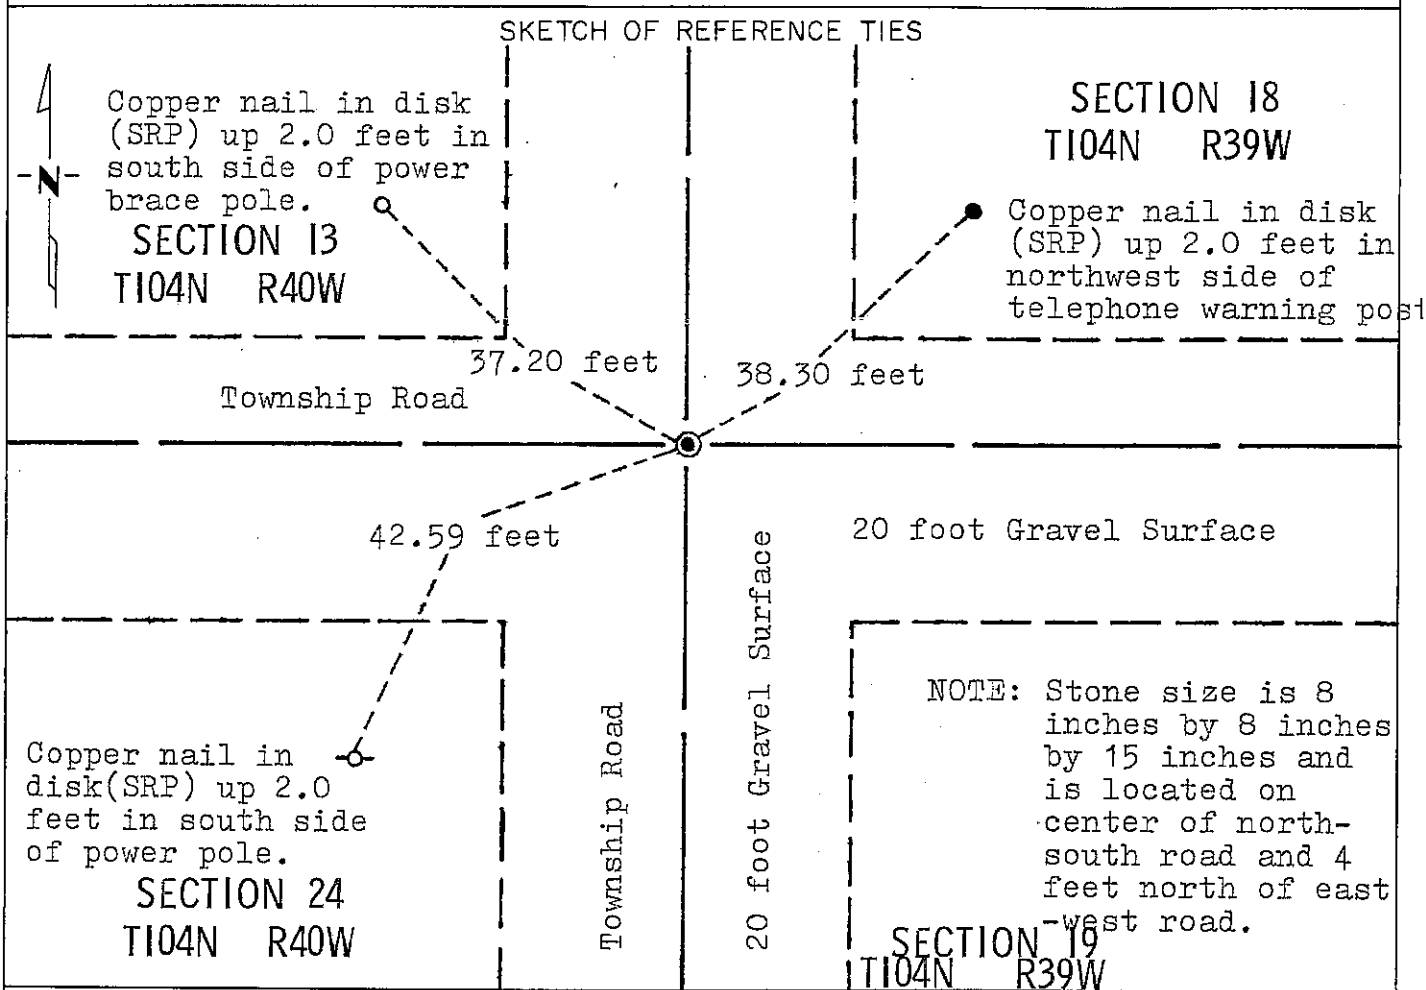 SKETCH OF REFERENCE TIES
-N-
Copper nail in disk
(SRP) up 2.0 feet in
south side of power
brace pole.
SECTION 13
T104N R40W
SECTION 18
T104N R39W
Copper nail in disk
(SRP) up 2.0 feet in
northwest side of
telephone warning post
37.20 feet
38.30 feet
Township Road
42.59 feet
20 foot Gravel Surface
Township Road
20 foot Gravel Surface
Copper nail in
disk(SRP) up 2.0
feet in south side
of power pole.
SECTION 24
T104N R40W
NOTE: Stone size is 8
inches by 8 inches
by 15 inches and
is located on
center of north-
south road and 4
feet north of east
-west road.
SECTION 19
T104N R39W